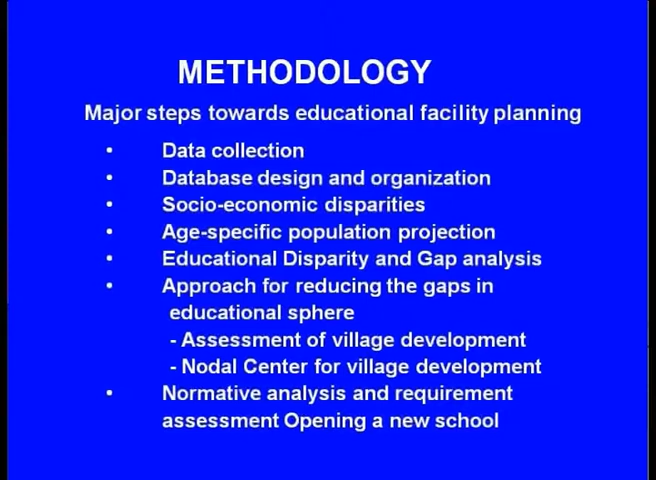 METHODOLOGY
Major steps towards educational facility planning
• Data collection
• Database design and organization
• Socio-economic disparities
• Age-specific population projection
• Educational Disparity and Gap analysis
• Approach for reducing the gaps in
educational sphere
- Assessment of village development
- Nodal Center for village development
• Normative analysis and requirement
assessment Opening a new school